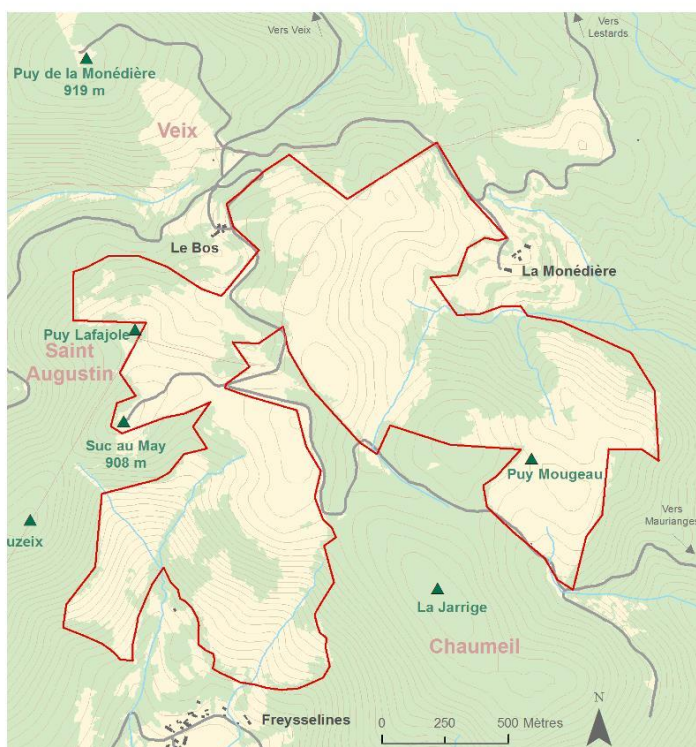 Vers Veix
Vers
Lestards
Puy de la Monédière
919 m
Veix
Le Bos
La Monédière
Puy Lafajole
Saint
Augustin
Suc au May
908 m
Puy Mougeau
Vers
Maurianges
uzeix
La Jarrige
Chaumeil
Freysselines
N
0 250 500 Mètres